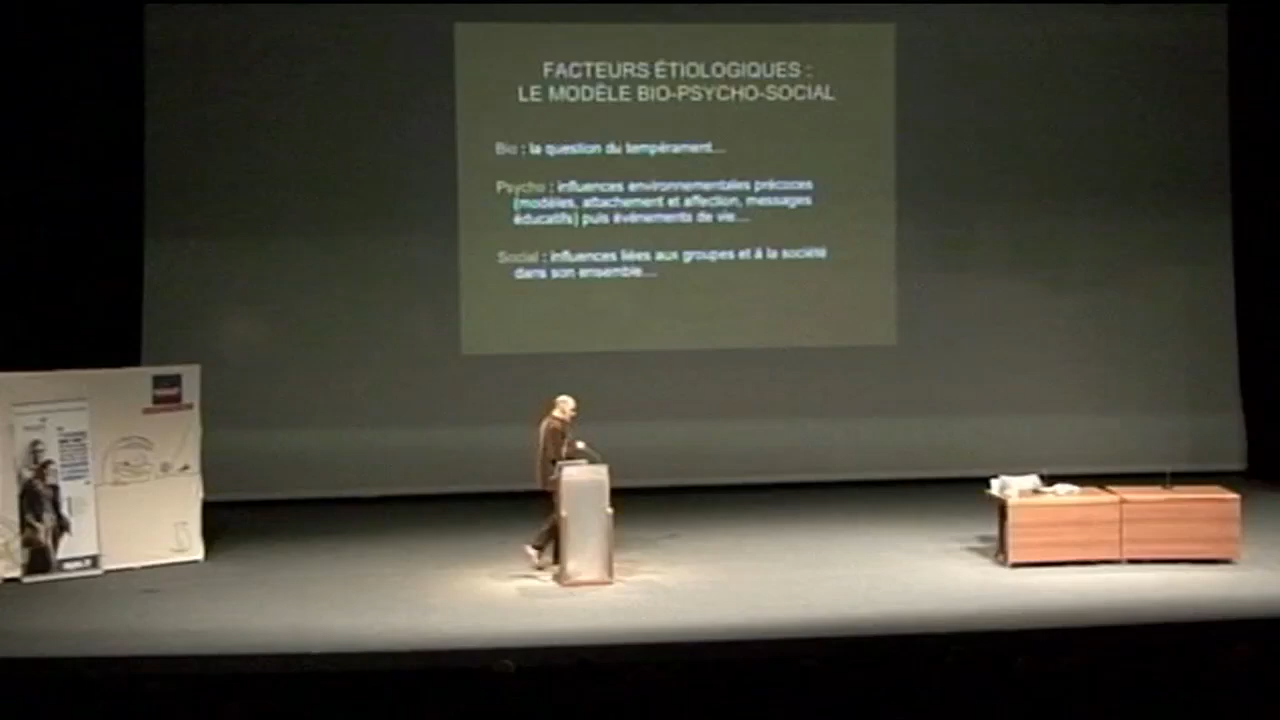 FACTEURS ÉTIOLOGIQUES :
LE MODÈLE BIO-PSYCHO-SOCIAL
Bio : la question du tempérament...
Psycho : influences environnementales précoces
(modèles, attachement et affection, messages
éducatifs) puis événements de vie...
Social : influences liées aux groupes et à la société
dans son ensemble...